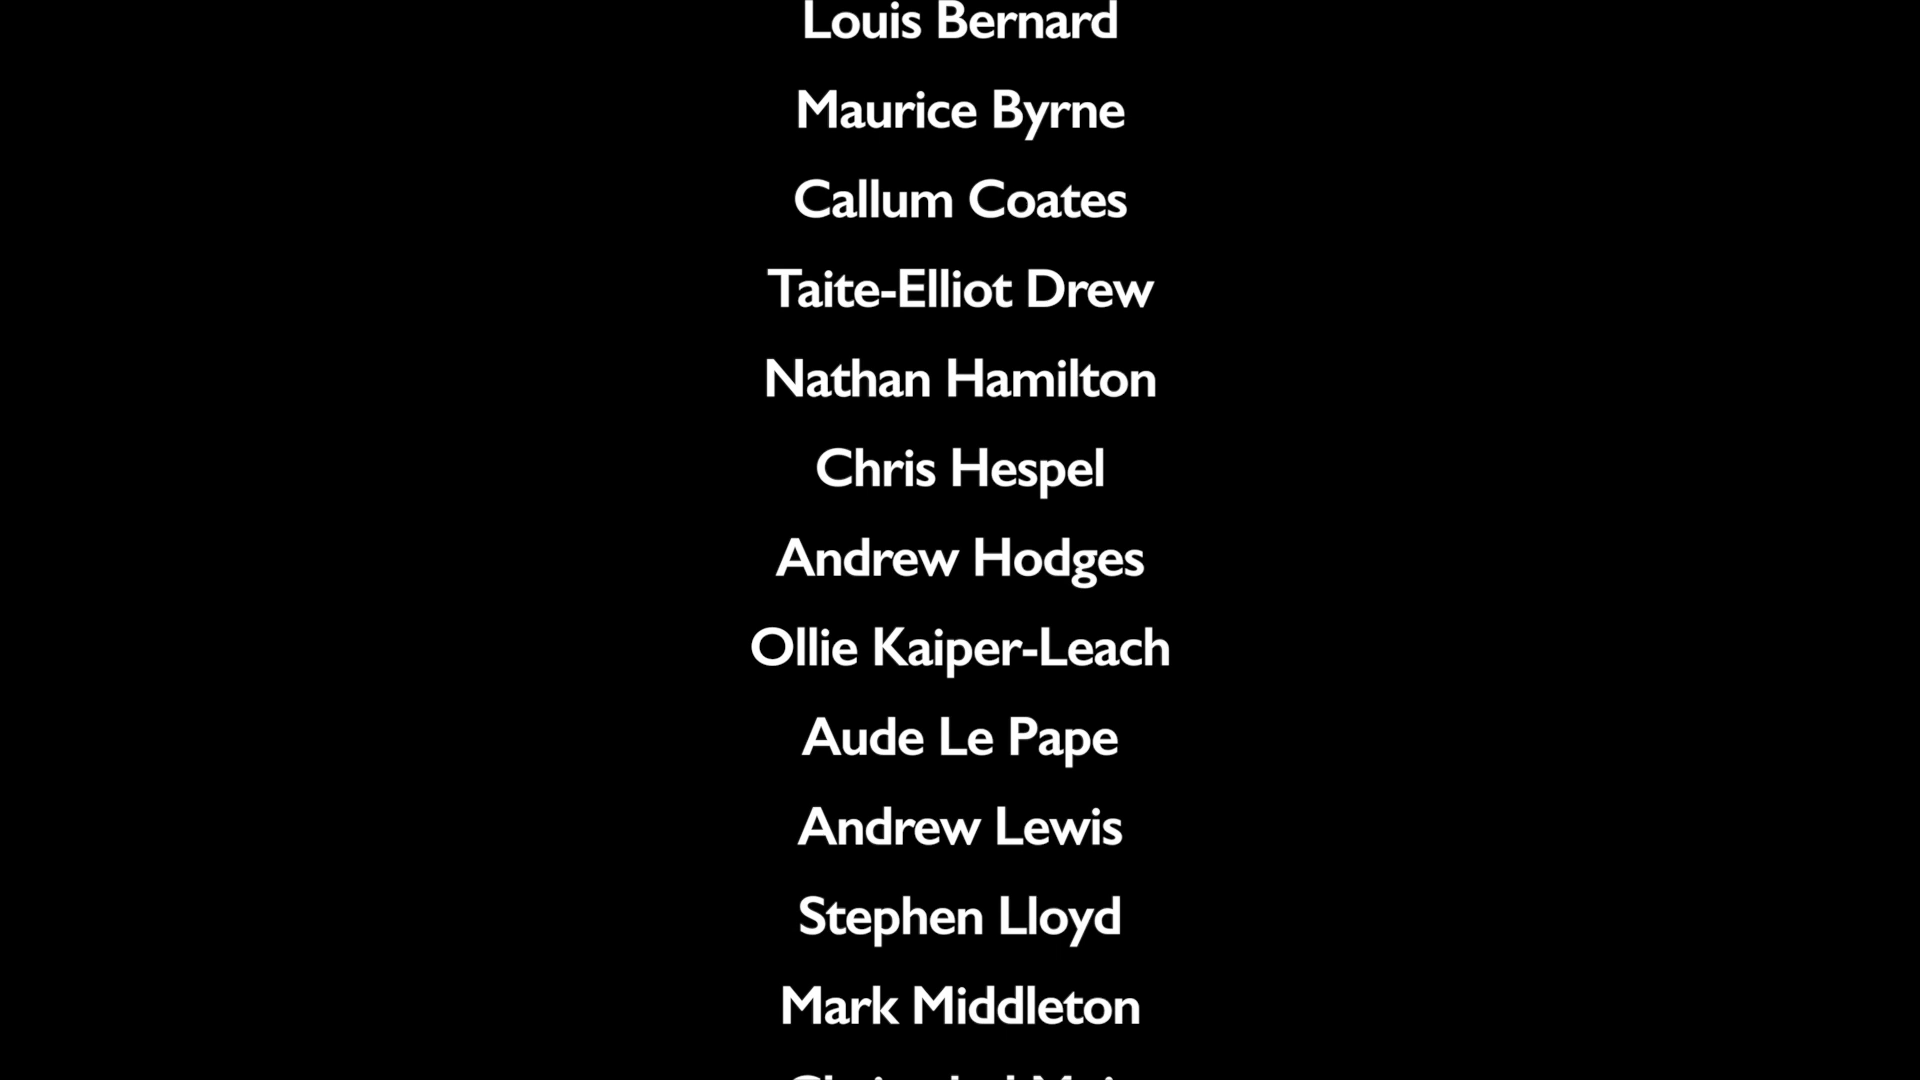 Louis Bernard
Maurice Byrne
Callum Coates
Taite-Elliot Drew
Nathan Hamilton
Chris Hespel
Andrew Hodges
Ollie Kaiper-Leach
Aude Le Pape
Andrew Lewis
Stephen Lloyd
Mark Middleton